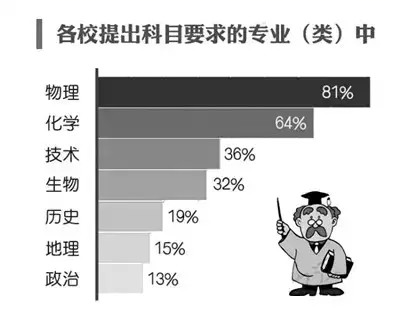 各校提出科目要求的专业（类）中
物理 81%
化学 64%
技术 36%
生物 32%
历史 19%
地理 15%
政治 13%